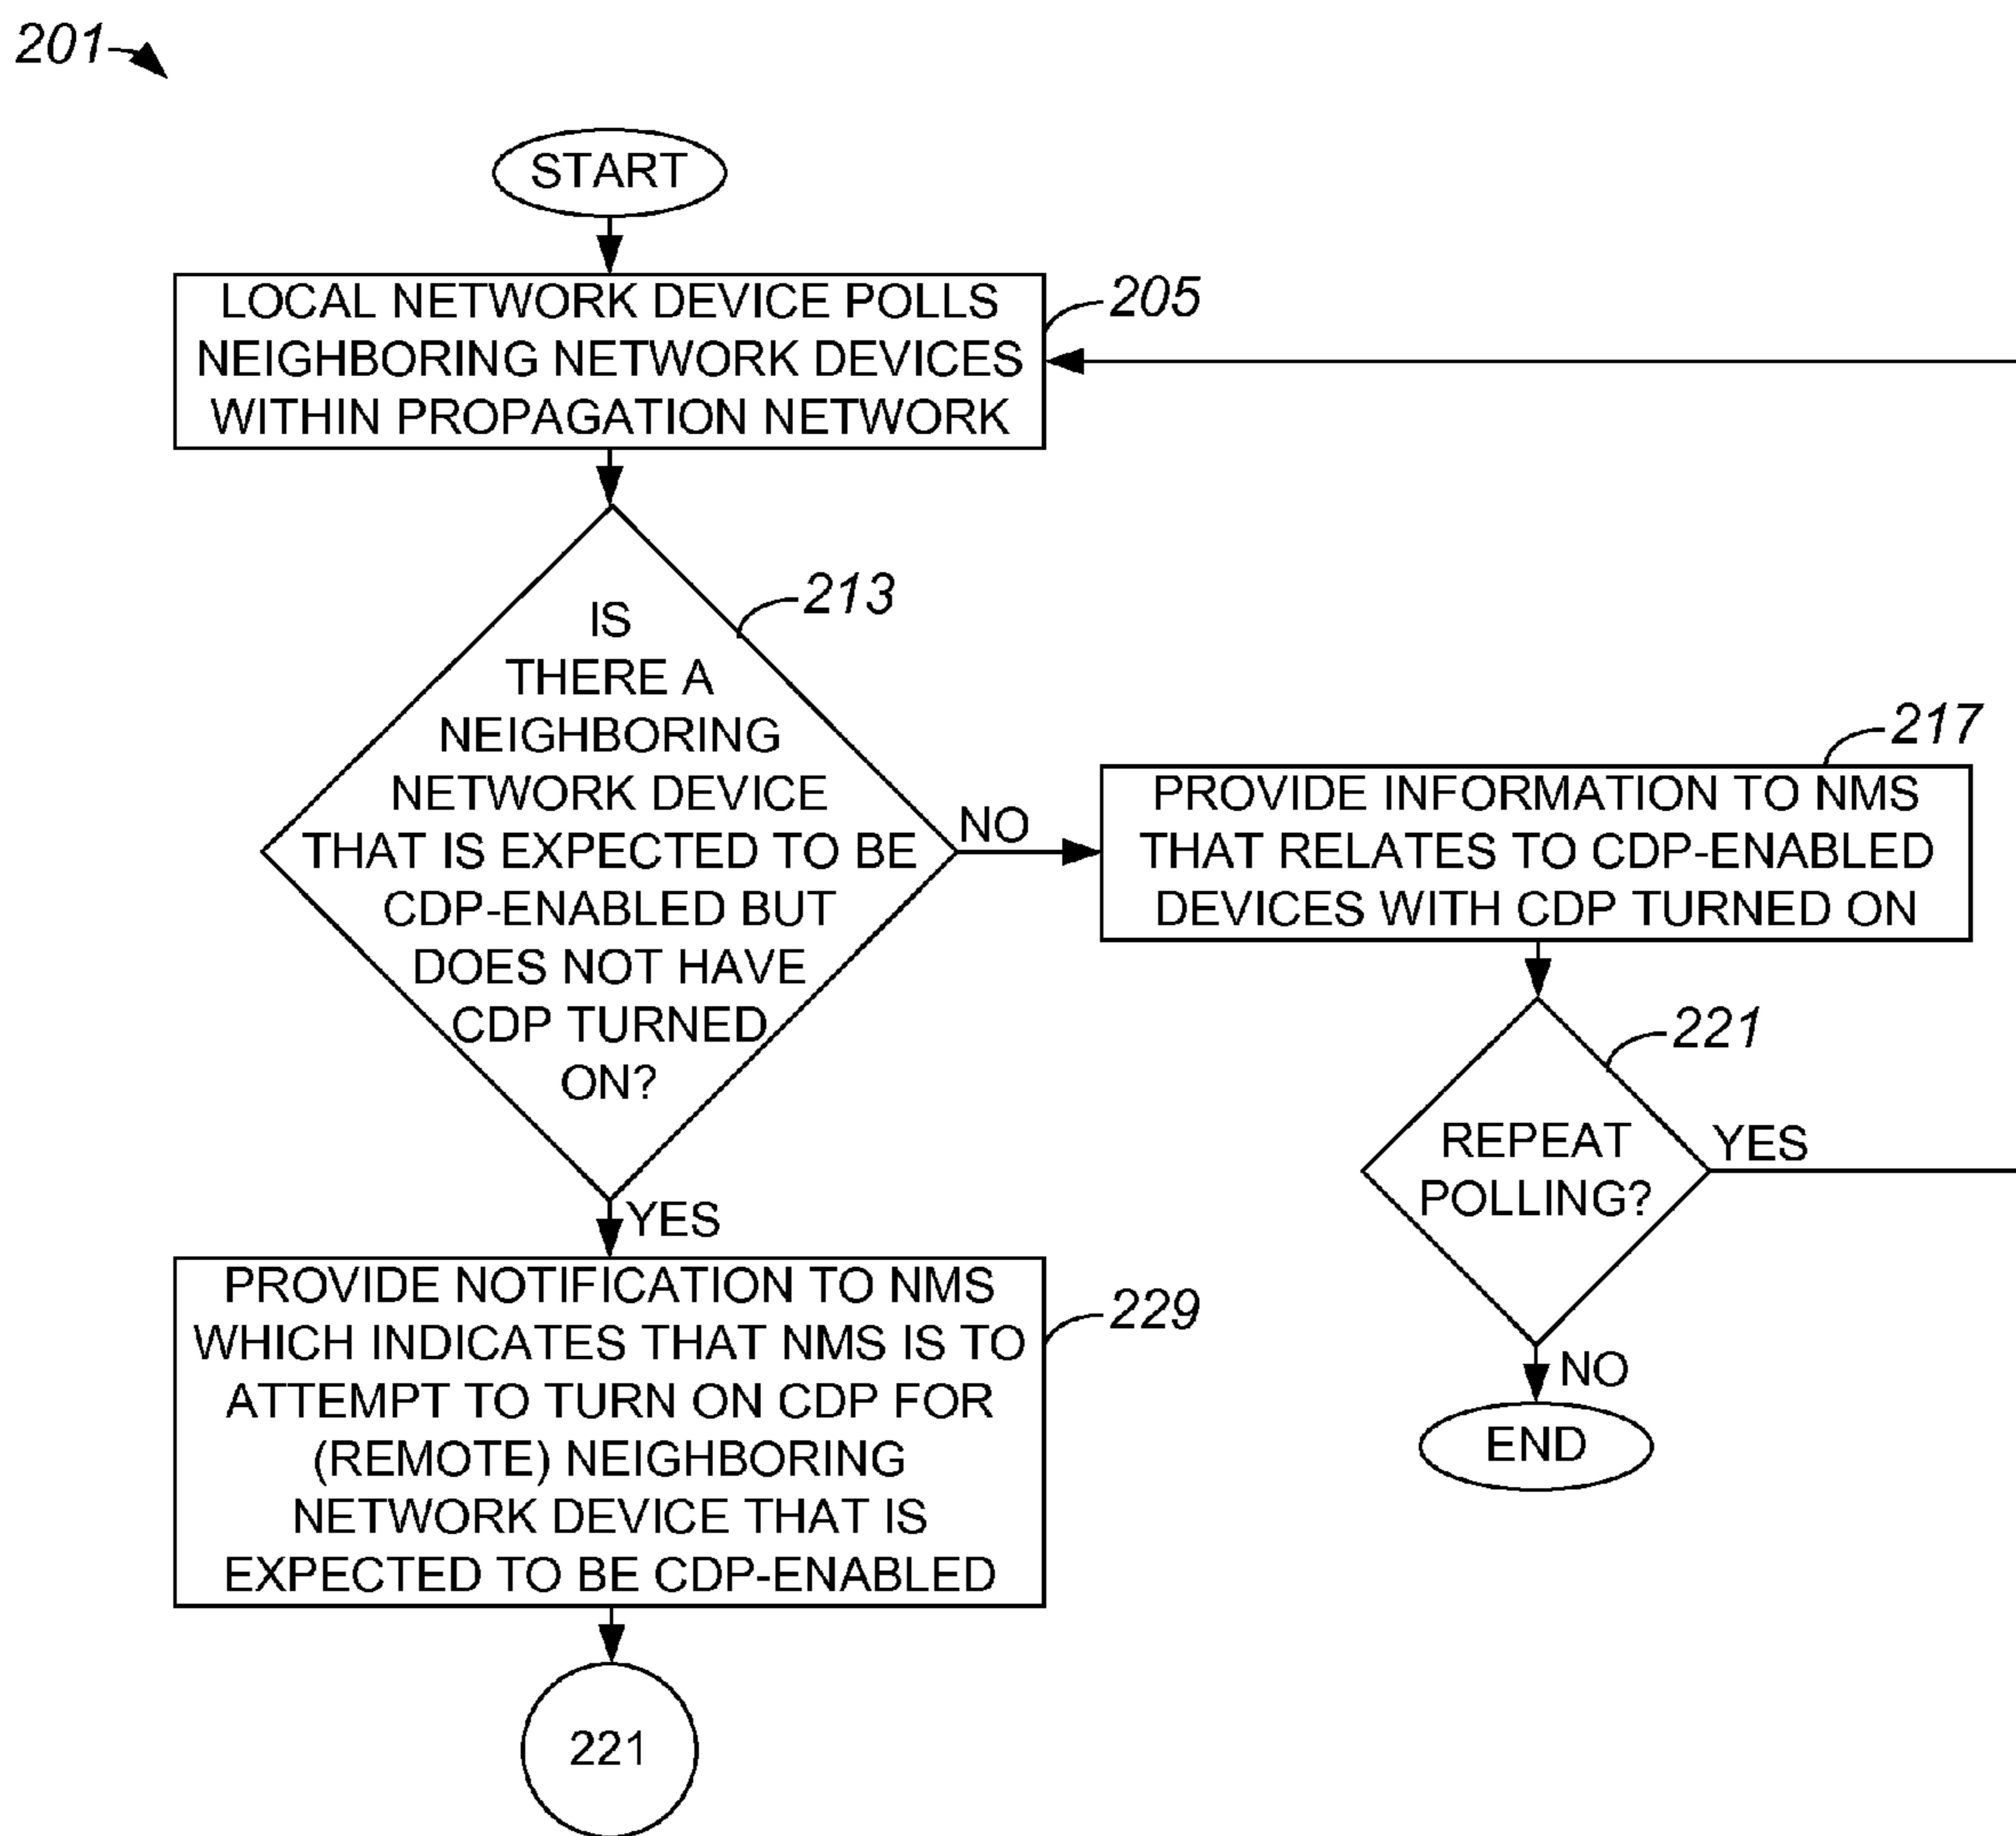 201
START
LOCAL NETWORK DEVICE POLLS
NEIGHBORING NETWORK DEVICES
WITHIN PROPAGATION NETWORK
205
IS
THERE A
NEIGHBORING
NETWORK DEVICE
THAT IS EXPECTED TO BE
CDP-ENABLED BUT
DOES NOT HAVE
CDP TURNED
ON?
213
NO
YES
PROVIDE INFORMATION TO NMS
THAT RELATES TO CDP-ENABLED
DEVICES WITH CDP TURNED ON
217
REPEAT
POLLING?
221
YES
NO
END
PROVIDE NOTIFICATION TO NMS
WHICH INDICATES THAT NMS IS TO
ATTEMPT TO TURN ON CDP FOR
(REMOTE) NEIGHBORING
NETWORK DEVICE THAT IS
EXPECTED TO BE CDP-ENABLED
229
221